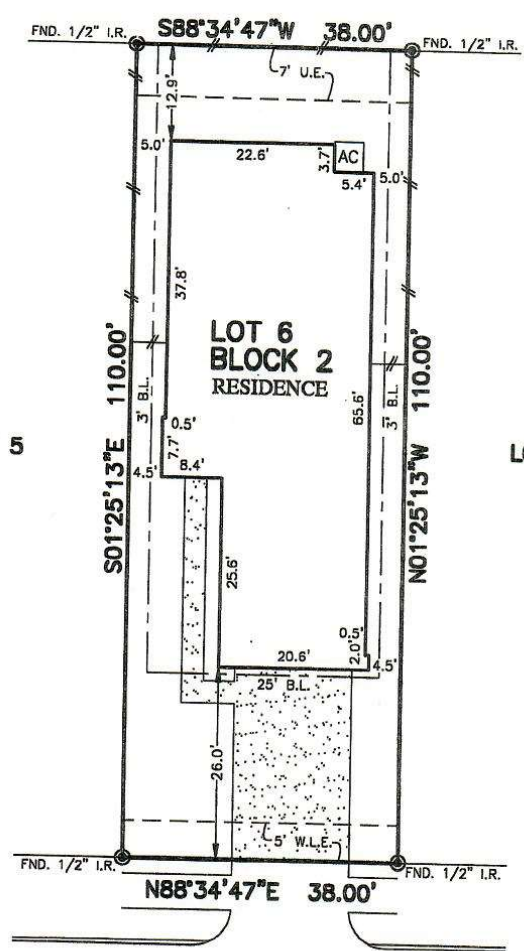 S88°34'47"W 38.00'
FND. 1/2" I.R.
FND. 1/2" I.R.
7' U.E.
12.9'
5.0'
22.6'
3.7'
AC
5.4'
5.0'
37.8'
LOT 6
BLOCK 2
RESIDENCE
S01°25'13"E 110.00'
N01°25'13"W 110.00'
3' B.L.
3' B.L.
65.6'
5
L
0.5'
7.7'
4.5'
8.4'
25.6'
0.5'
2.0'
4.5'
20.6'
25' B.L.
26.0'
5' W.L.E.
FND. 1/2" I.R.
FND. 1/2" I.R.
N88°34'47"E 38.00'